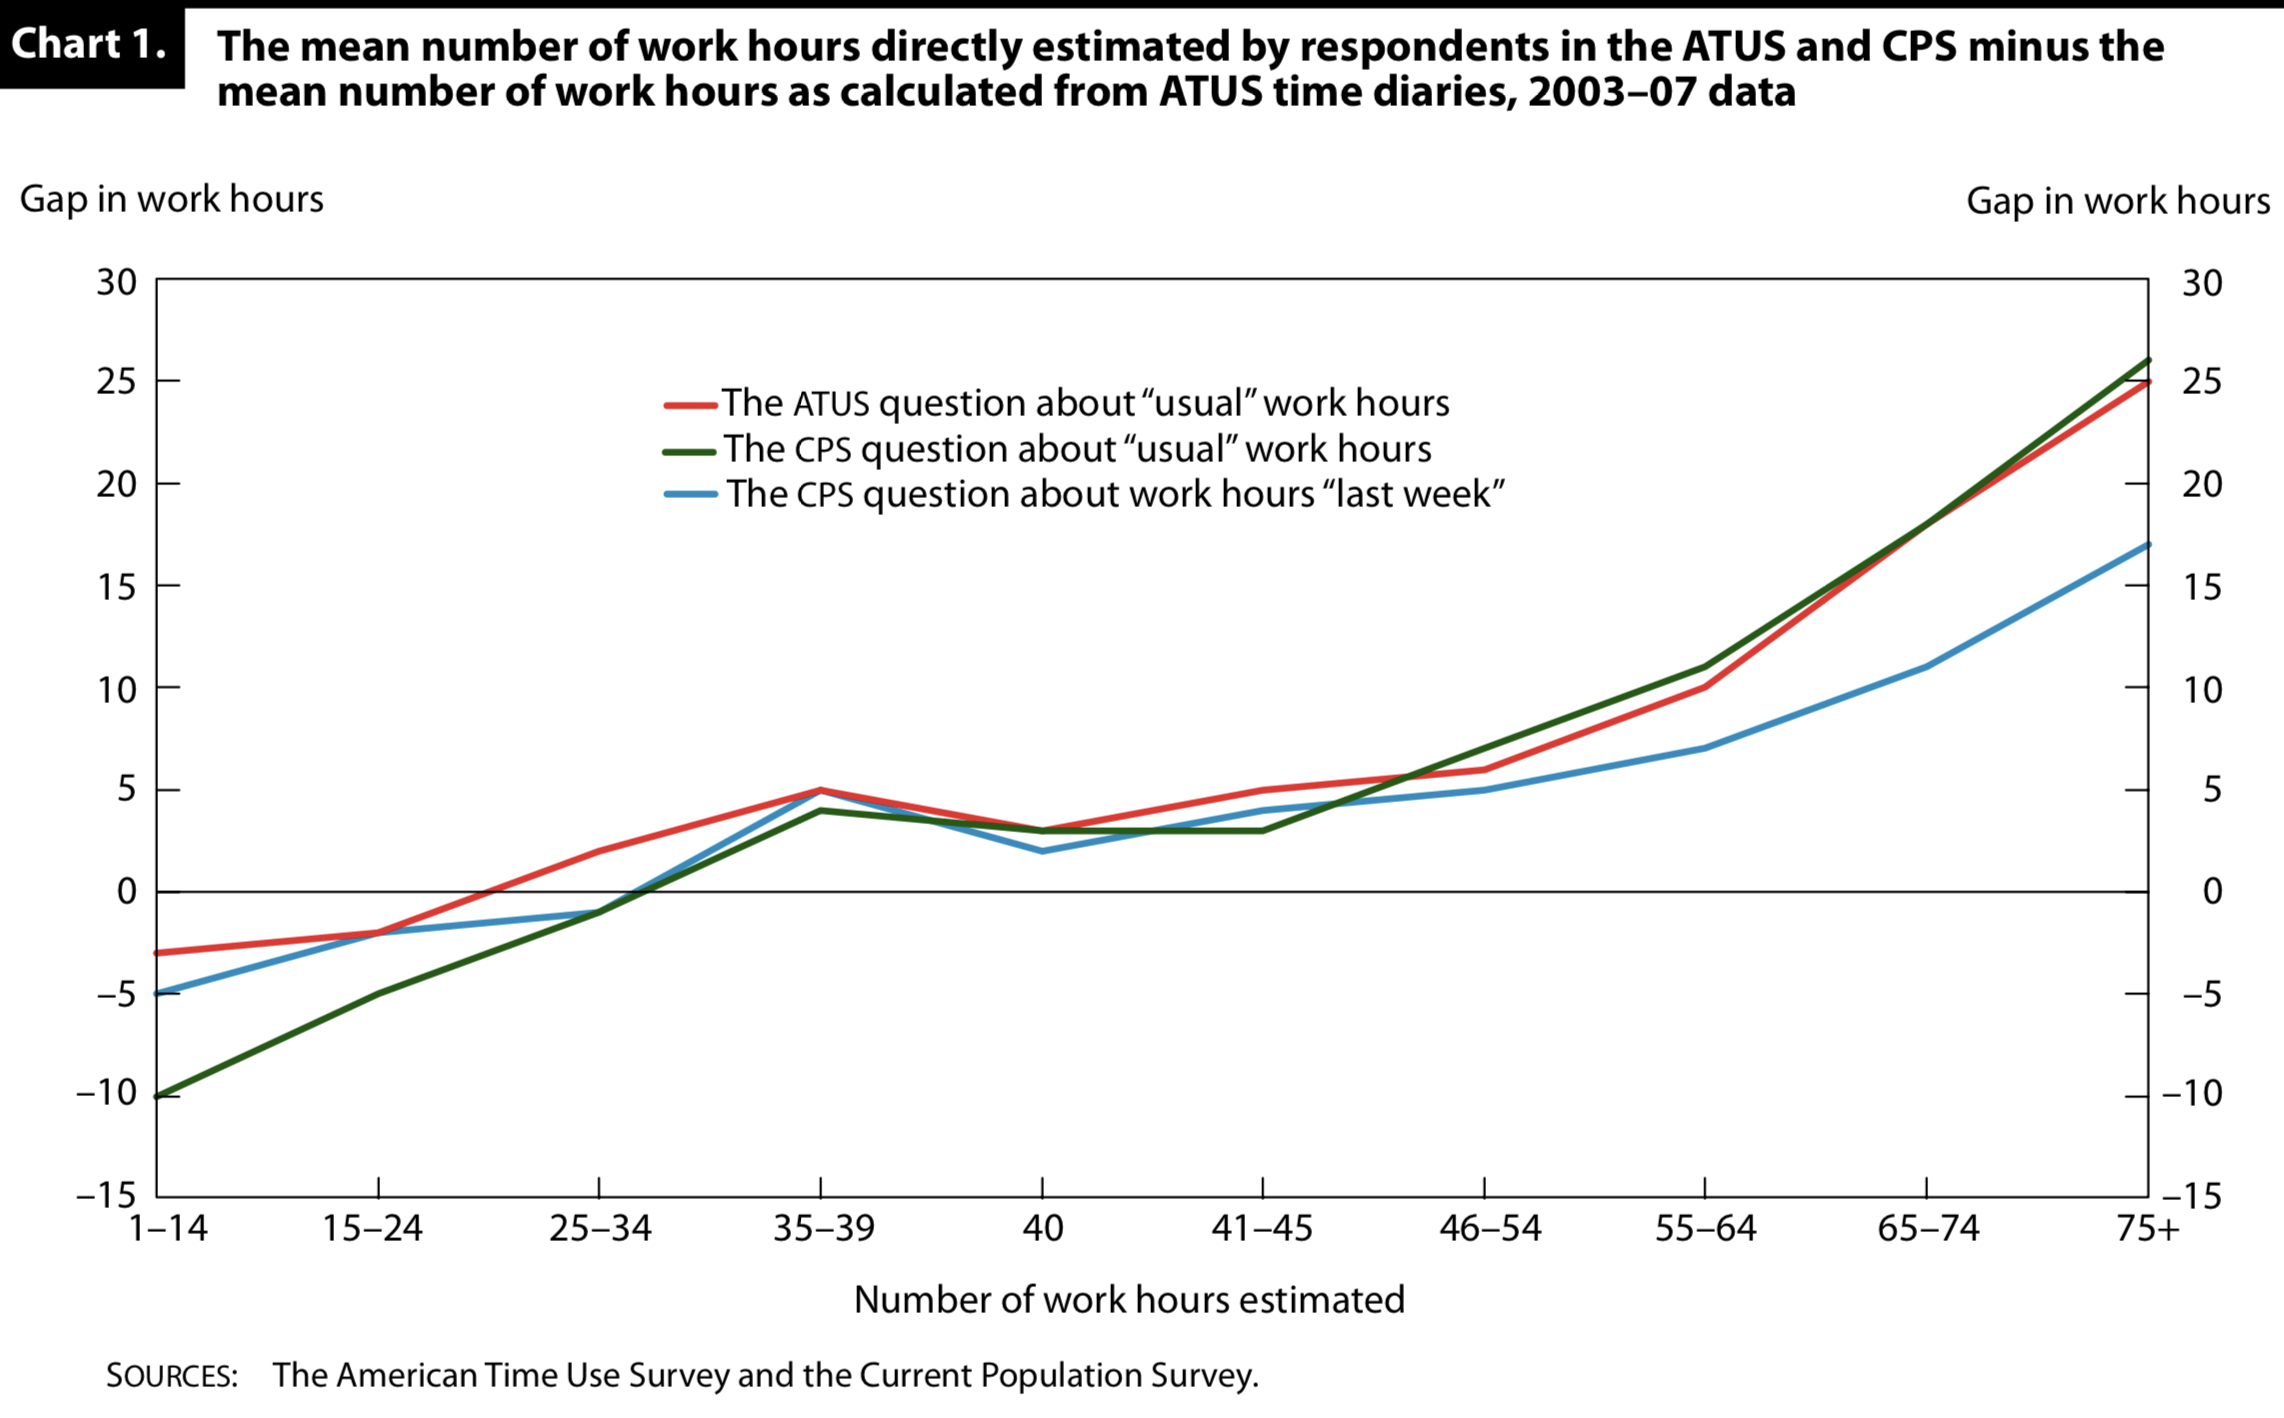 Chart 1.
The mean number of work hours directly estimated by respondents in the ATUS and CPS minus the
mean number of work hours as calculated from ATUS time diaries, 2003–07 data
Gap in work hours
Gap in work hours
30
25
20
15
10
5
0
–5
–10
–15
The ATUS question about “usual” work hours
The CPS question about “usual” work hours
The CPS question about work hours “last week”
30
25
20
15
10
5
0
–5
–10
–15
1–14 15–24 25–34 35–39 40 41–45 46–54 55–64 65–74 75+
Number of work hours estimated
SOURCES: The American Time Use Survey and the Current Population Survey.